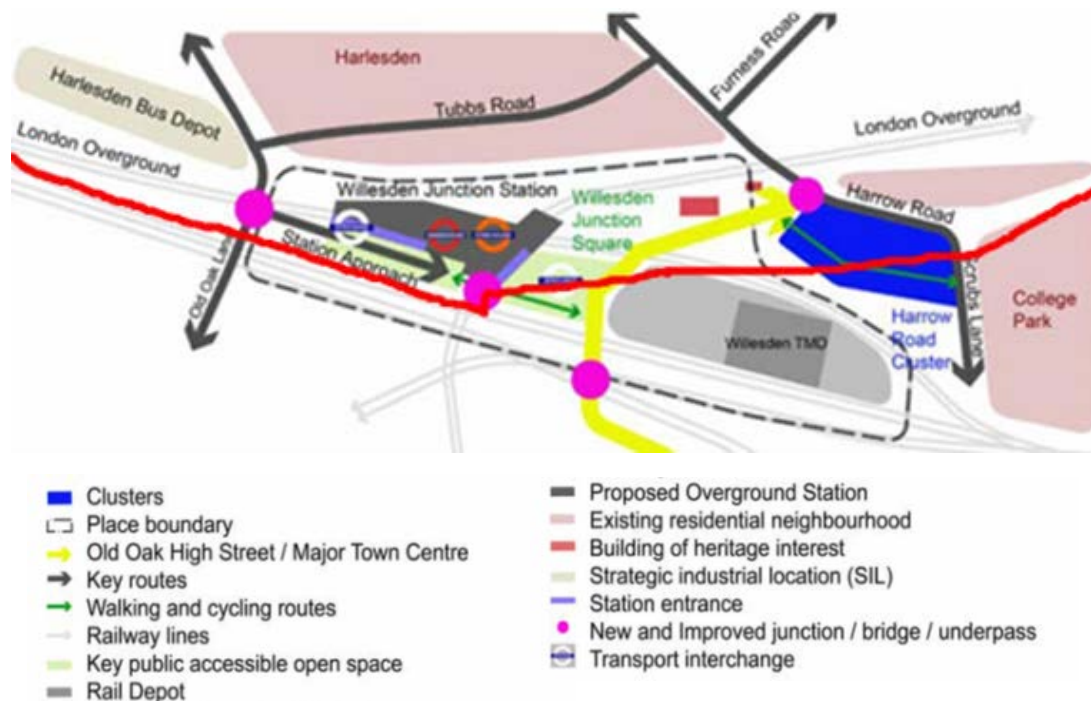 Harlesden
Furness Road
Harlesden Bus Depot
Tubbs Road
London Overground
London Overground
Willesden Junction Station
Willesden
Junction
Square
Harrow Road
Station Approach
Old Oak Lane
Scrubs Lane
College
Park
Harrow
Road
Cluster
Willesden TMD
Clusters
Place boundary
Old Oak High Street / Major Town Centre
Key routes
Walking and cycling routes
Railway lines
Key public accessible open space
Rail Depot
Proposed Overground Station
Existing residential neighbourhood
Building of heritage interest
Strategic industrial location (SIL)
Station entrance
New and Improved junction / bridge / underpass
Transport interchange